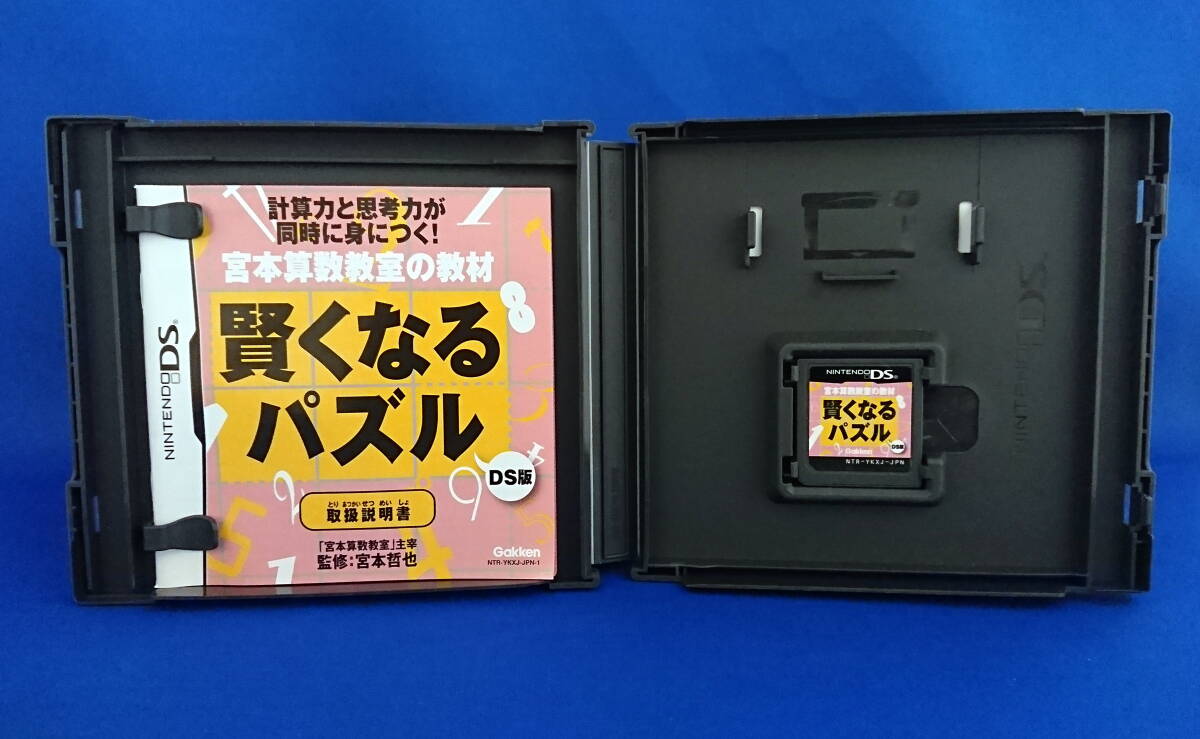 計算力と思考力が
同時に身につく!
宮本算数教室の教材
賢くなる
パズル
DS版
とり あつかい せつ めい しょ
取扱説明書
「宮本算数教室」主宰
監修:宮本哲也
Gakken
NTR-YKXJ-JPN-1
NINTENDO DS®
NINTENDO DS®
宮本算数教室の教材
賢くなる
パズル
DS版
Gakken
NTR-YKXJ-JPN
NINTENDO DS